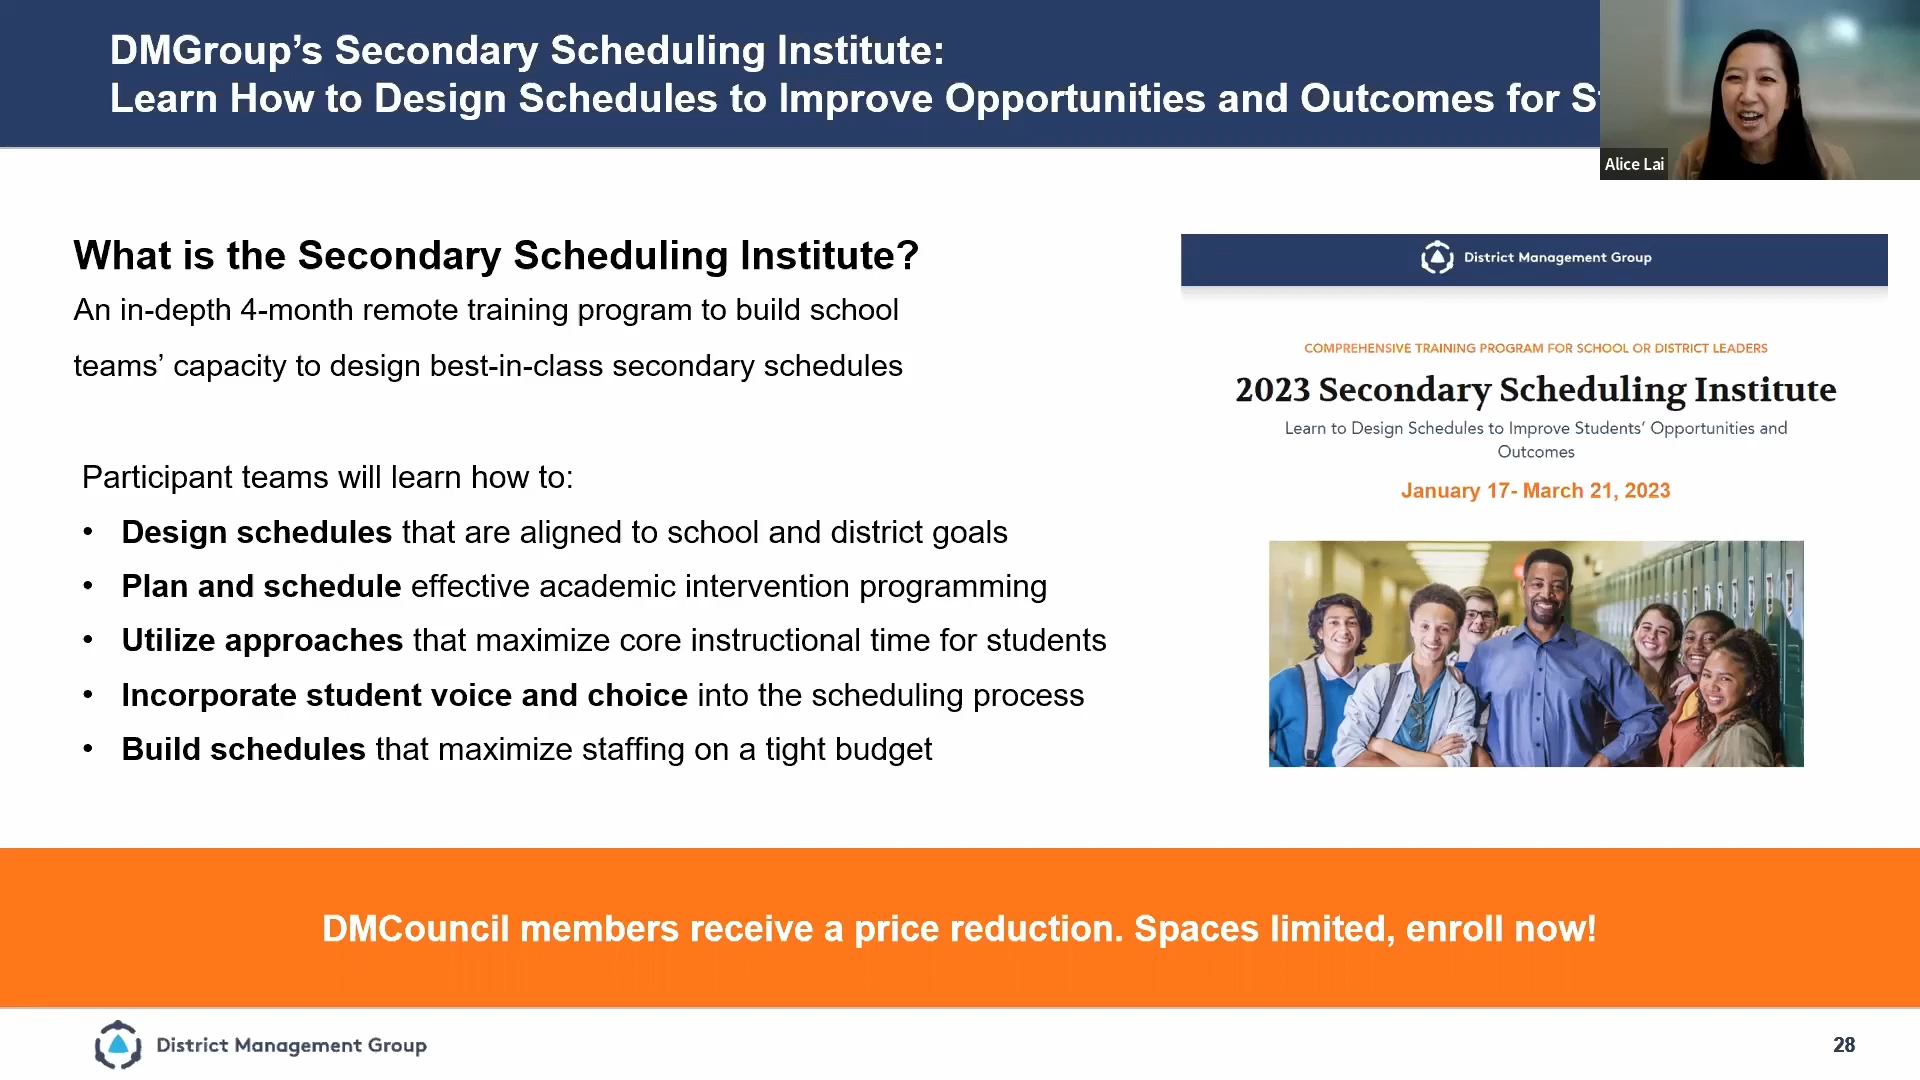 DMGroup’s Secondary Scheduling Institute:
Learn How to Design Schedules to Improve Opportunities and Outcomes for
Alice Lai
What is the Secondary Scheduling Institute?
An in-depth 4-month remote training program to build school
teams’ capacity to design best-in-class secondary schedules
Participant teams will learn how to:
• Design schedules that are aligned to school and district goals
• Plan and schedule effective academic intervention programming
• Utilize approaches that maximize core instructional time for students
• Incorporate student voice and choice into the scheduling process
• Build schedules that maximize staffing on a tight budget
District Management Group
COMPREHENSIVE TRAINING PROGRAM FOR SCHOOL OR DISTRICT LEADERS
2023 Secondary Scheduling Institute
Learn to Design Schedules to Improve Students’ Opportunities and
Outcomes
January 17- March 21, 2023
DMCouncil members receive a price reduction. Spaces limited, enroll now!
District Management Group
28